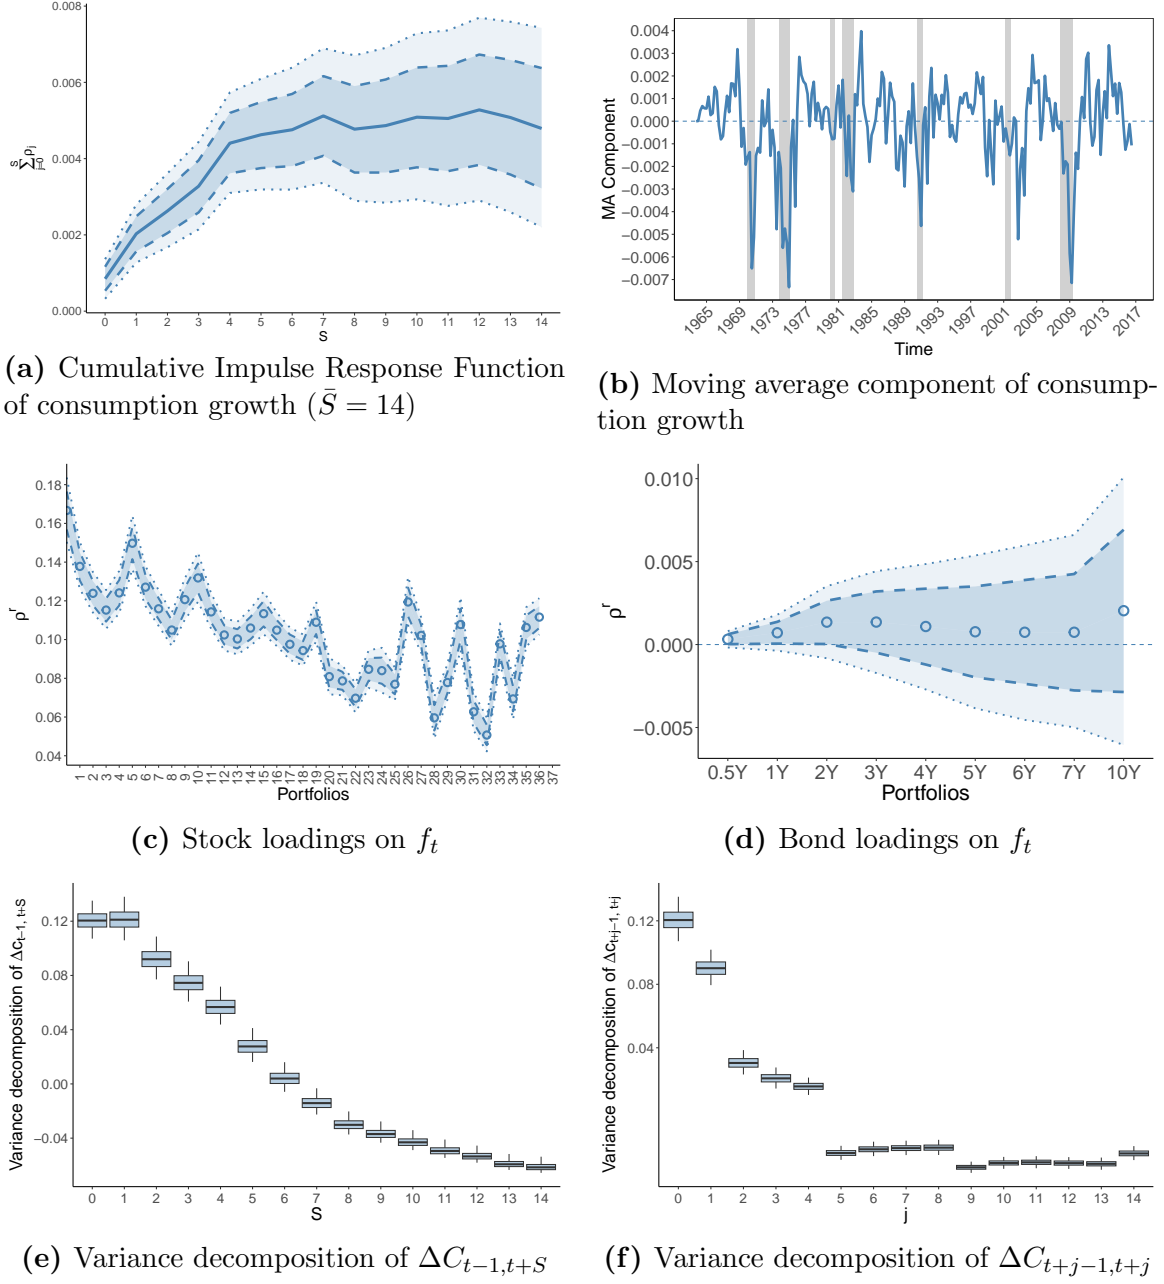 0.008
0.006
0.004
0.002
0.000
S
∑
j=0
ρj
0 1 2 3 4 5 6 7 8 9 10 11 12 13 14
S
(a) Cumulative Impulse Response Function
of consumption growth (S̄ = 14)
0.004
0.003
0.002
0.001
0.000
−0.001
−0.002
−0.003
−0.004
−0.005
−0.006
−0.007
MA Component
1965 1969 1973 1977 1981 1985 1989 1993 1997 2001 2005 2009 2013 2017
Time
(b) Moving average component of consump-
tion growth
0.18
0.16
0.14
0.12
0.10
0.08
0.06
0.04
ρʳ
1 2 3 4 5 6 7 8 9 10 11 12 13 14 15 16 17 18 19 20 21 22 23 24 25 26 27 28 29 30 31 32 33 34 35 36 37
Portfolios
(c) Stock loadings on fₜ
0.010
0.005
0.000
−0.005
ρʳ
0.5Y 1Y 2Y 3Y 4Y 5Y 6Y 7Y 10Y
Portfolios
(d) Bond loadings on fₜ
0.12
0.08
0.04
0.00
−0.04
Variance decomposition of Δc t−1, t+S
0 1 2 3 4 5 6 7 8 9 10 11 12 13 14
S
(e) Variance decomposition of ΔC t−1,t+S
0.12
0.08
0.04
Variance decomposition of Δc t+j−1, t+j
0 1 2 3 4 5 6 7 8 9 10 11 12 13 14
j
(f) Variance decomposition of ΔC t+j−1,t+j